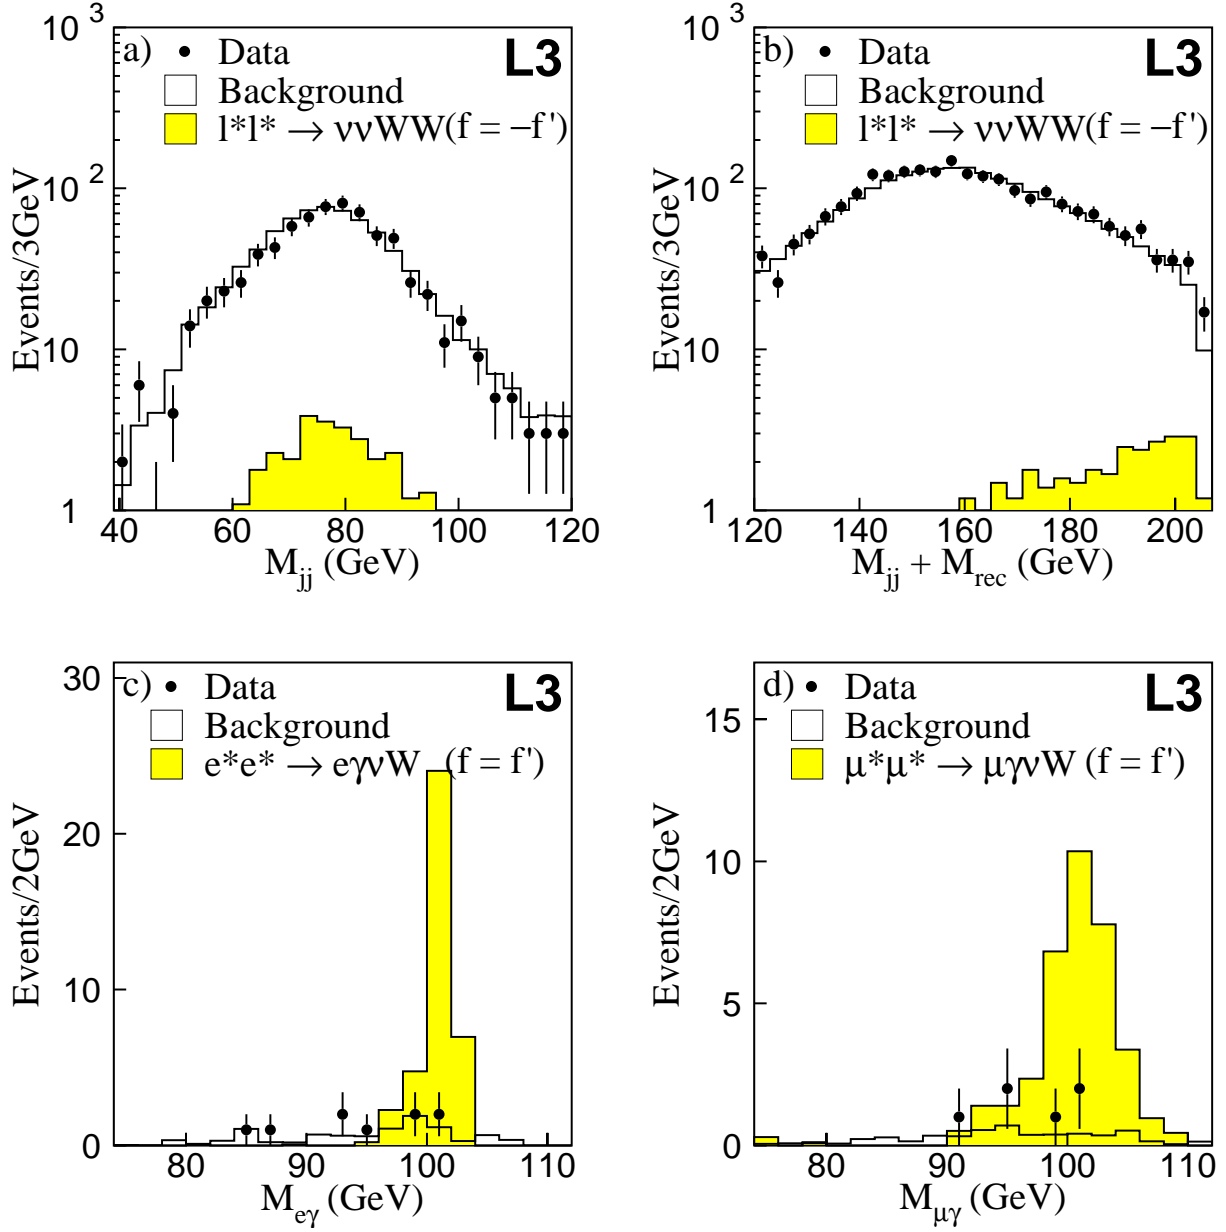 a) Data L3
Background
l*l* → ννWW(f = −f')
Events/3GeV
10³
10²
10
1
40 60 80 100 120
M_jj (GeV)
b) Data L3
Background
l*l* → ννWW(f = −f')
Events/3GeV
10³
10²
10
1
120 140 160 180 200
M_jj + M_rec (GeV)
c) Data L3
Background
e*e* → eγνW (f = f')
Events/2GeV
30
20
10
0
80 90 100 110
M_eγ (GeV)
d) Data L3
Background
μ*μ* → μγνW (f = f')
Events/2GeV
15
10
5
0
80 90 100 110
M_μγ (GeV)